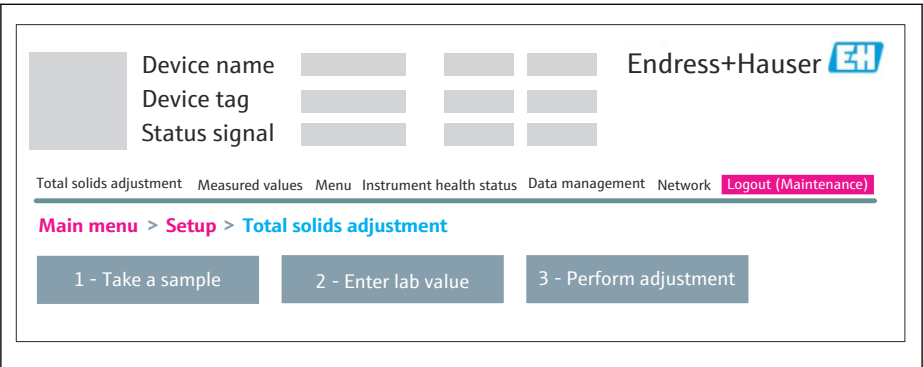 Device name
Endress+Hauser EH
Device tag
Status signal
Total solids adjustment Measured values Menu Instrument health status Data management Network Logout (Maintenance)
Main menu > Setup > Total solids adjustment
1 - Take a sample 2 - Enter lab value 3 - Perform adjustment